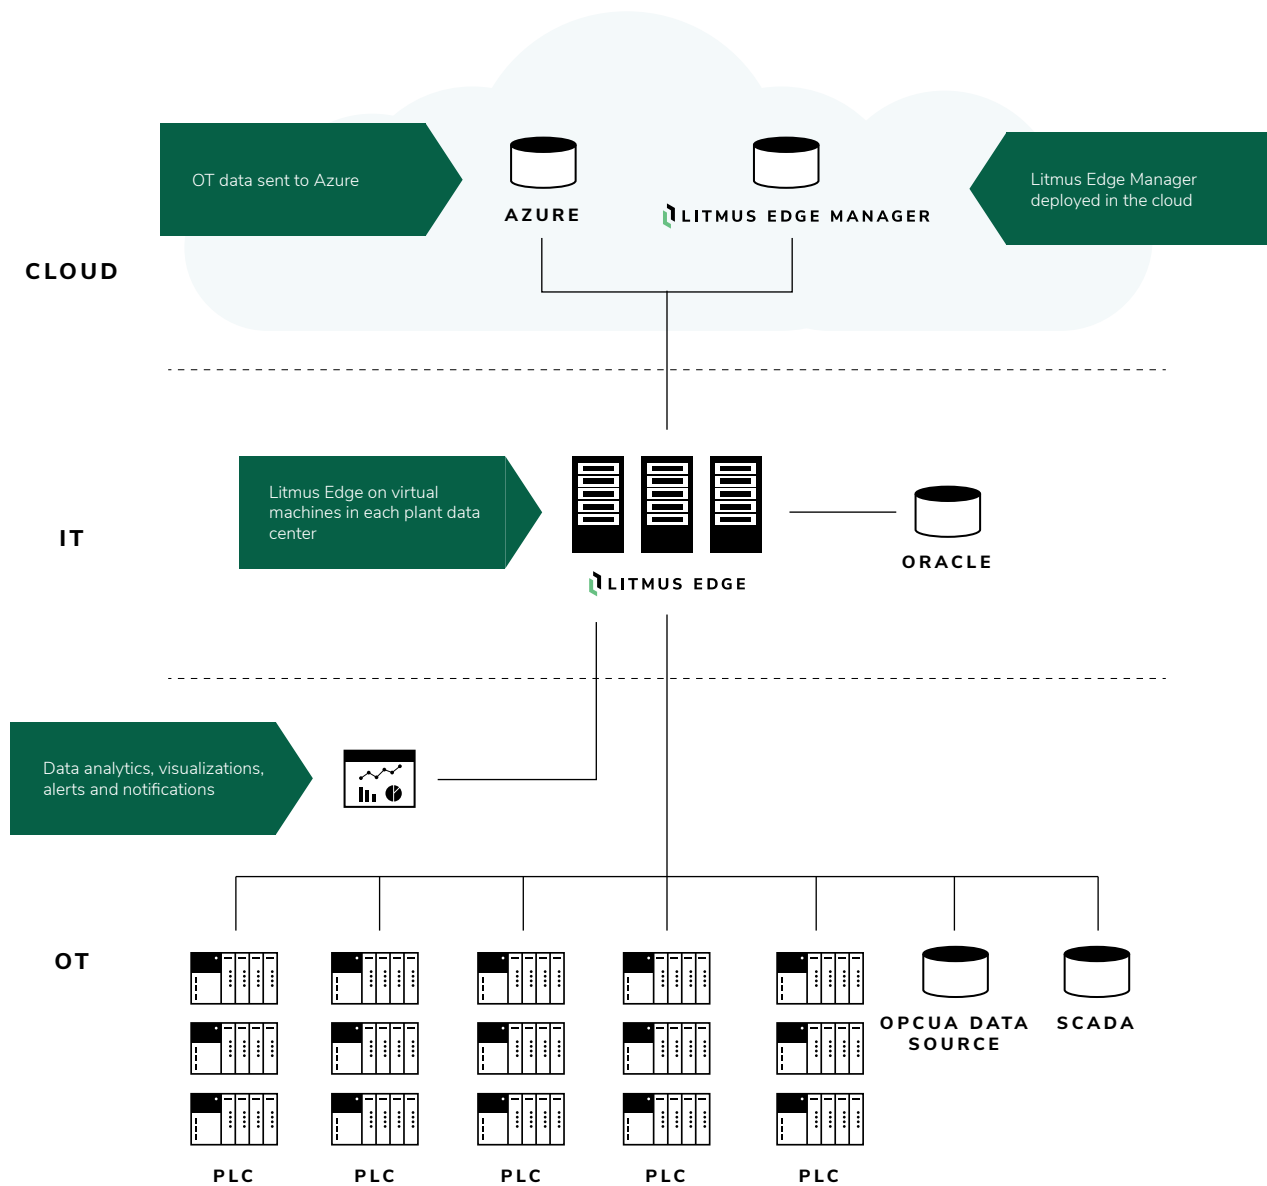 OT data sent to Azure
Litmus Edge Manager
deployed in the cloud
AZURE
LITMUS EDGE MANAGER
CLOUD
Litmus Edge on virtual
machines in each plant data
center
IT
ORACLE
LITMUS EDGE
Data analytics, visualizations,
alerts and notifications
OT
OPCUA DATA
SOURCE
SCADA
PLC
PLC
PLC
PLC
PLC